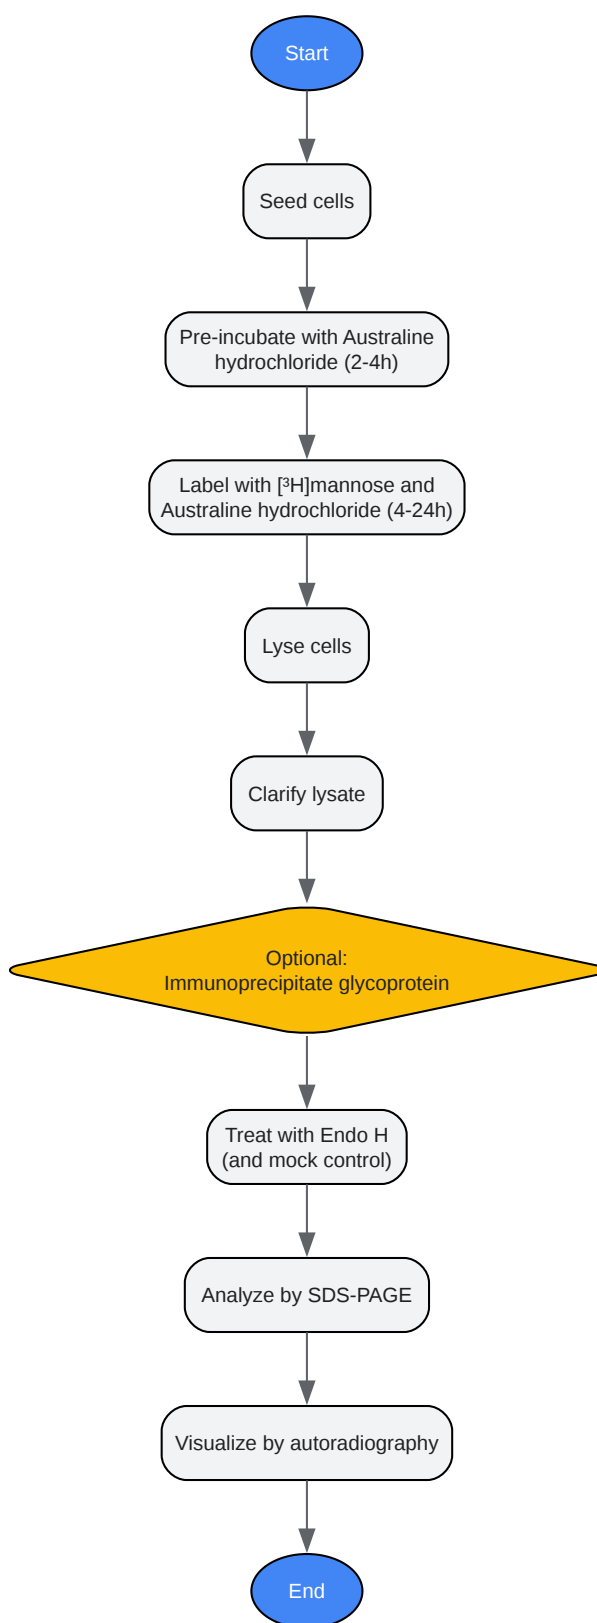 Start
Seed cells
Pre-incubate with Australine
hydrochloride (2-4h)
Label with [³H]mannose and
Australine hydrochloride (4-24h)
Lyse cells
Clarify lysate
Optional:
Immunoprecipitate glycoprotein
Treat with Endo H
(and mock control)
Analyze by SDS-PAGE
Visualize by autoradiography
End